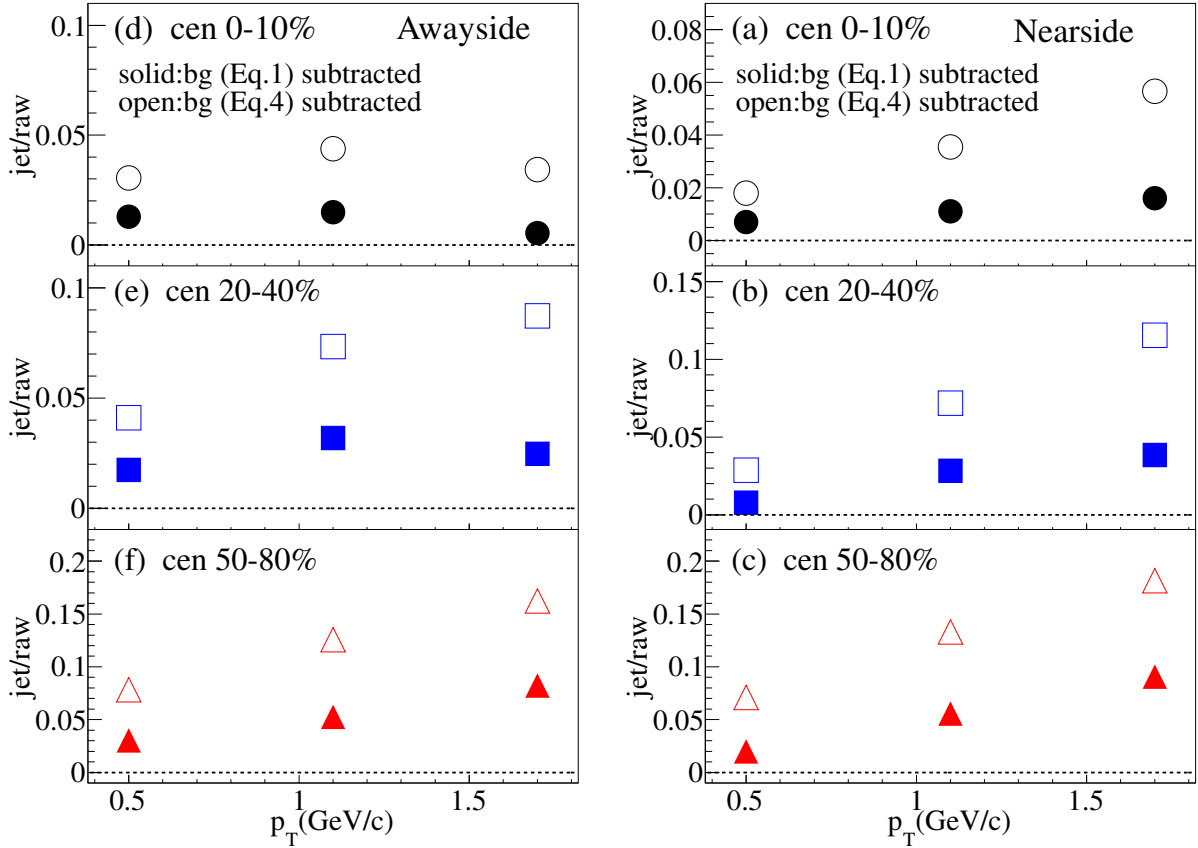 (d) cen 0-10% Awayside
solid:bg (Eq.1) subtracted
open:bg (Eq.4) subtracted
jet/raw
0.1
0.05
0
(e) cen 20-40%
jet/raw
0.1
0.05
0
(f) cen 50-80%
jet/raw
0.2
0.15
0.1
0.05
0
0.5 1 1.5
p_T(GeV/c)
(a) cen 0-10% Nearside
solid:bg (Eq.1) subtracted
open:bg (Eq.4) subtracted
jet/raw
0.08
0.06
0.04
0.02
0
(b) cen 20-40%
jet/raw
0.15
0.1
0.05
0
(c) cen 50-80%
jet/raw
0.2
0.15
0.1
0.05
0
0.5 1 1.5
p_T(GeV/c)